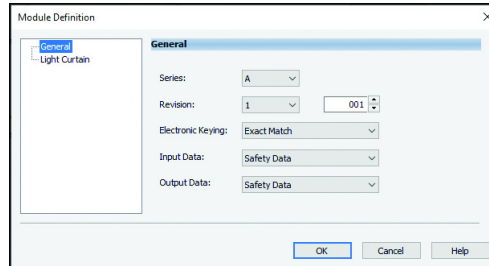 Module Definition
General
Light Curtain
General
Series: A
Revision: 1 001
Electronic Keying: Exact Match
Input Data: Safety Data
Output Data: Safety Data
OK Cancel Help